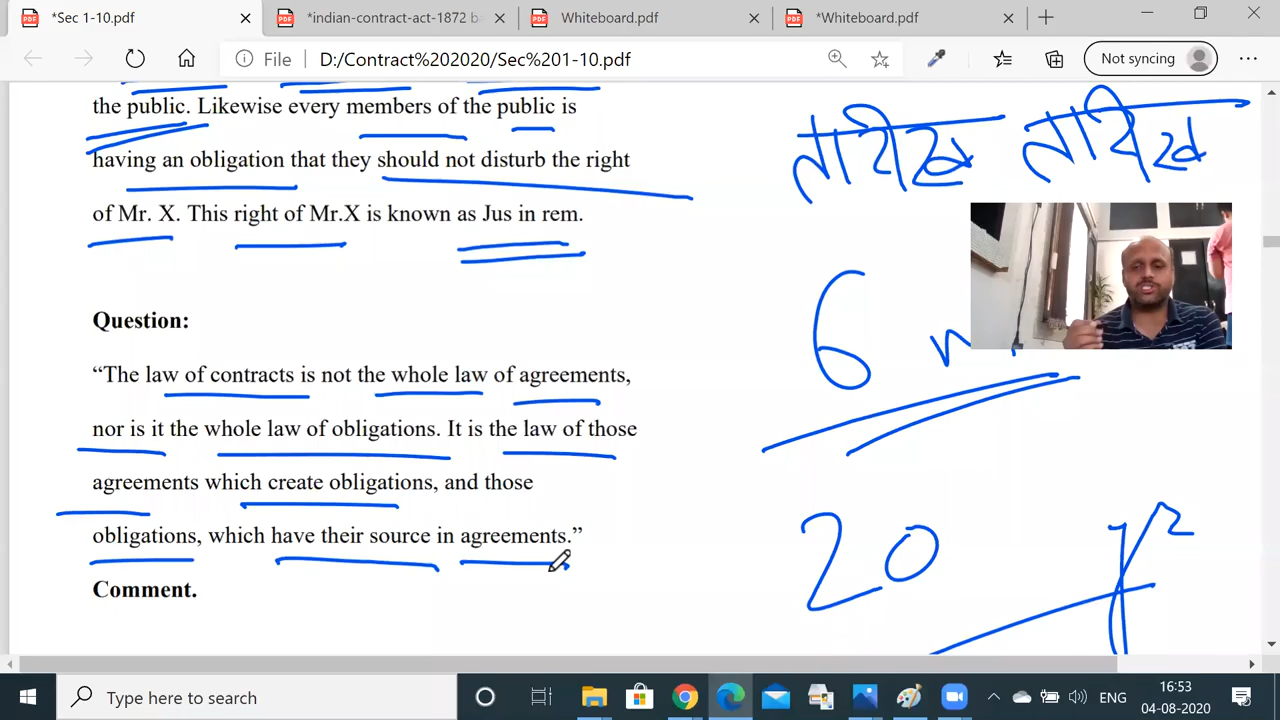 *Sec 1-10.pdf
*indian-contract-act-1872 b
Whiteboard.pdf
*Whiteboard.pdf
File
D:/Contract%202020/Sec%201-10.pdf
Not syncing
the public. Likewise every members of the public is
having an obligation that they should not disturb the right
of Mr. X. This right of Mr.X is known as Jus in rem.
Question:
“The law of contracts is not the whole law of agreements,
nor is it the whole law of obligations. It is the law of those
agreements which create obligations, and those
obligations, which have their source in agreements.”
Comment.
तारीख तारीख
6
20
Type here to search
ENG
16:53
04-08-2020